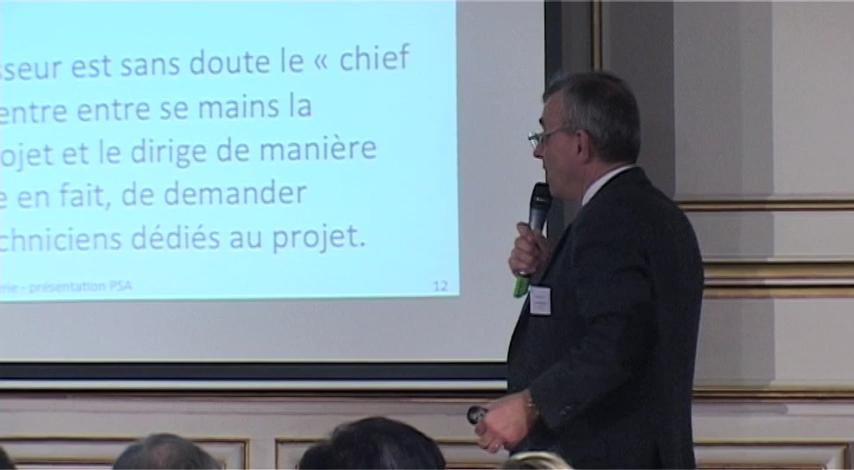 sseur est sans doute le « chief
entre entre se mains la
ojet et le dirige de manière
e en fait, de demander
chniciens dédiés au projet.
erie - présentation PSA 12